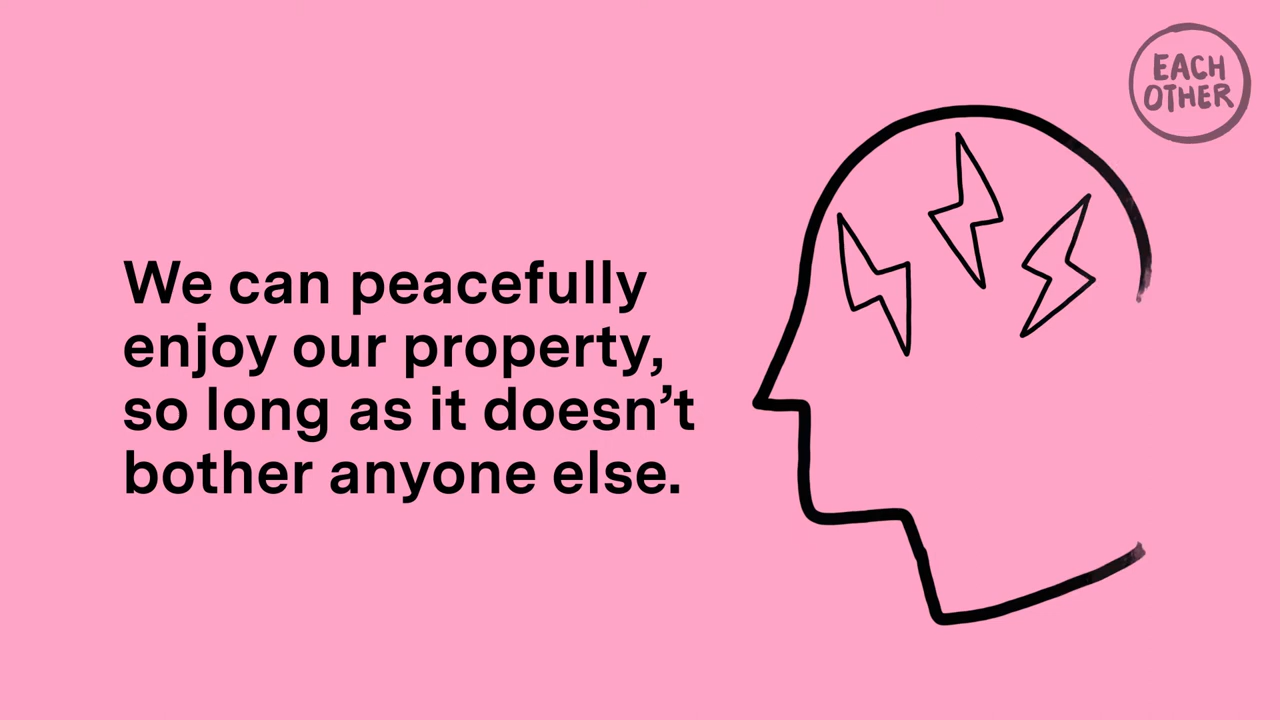 EACH
OTHER
We can peacefully
enjoy our property,
so long as it doesn’t
bother anyone else.